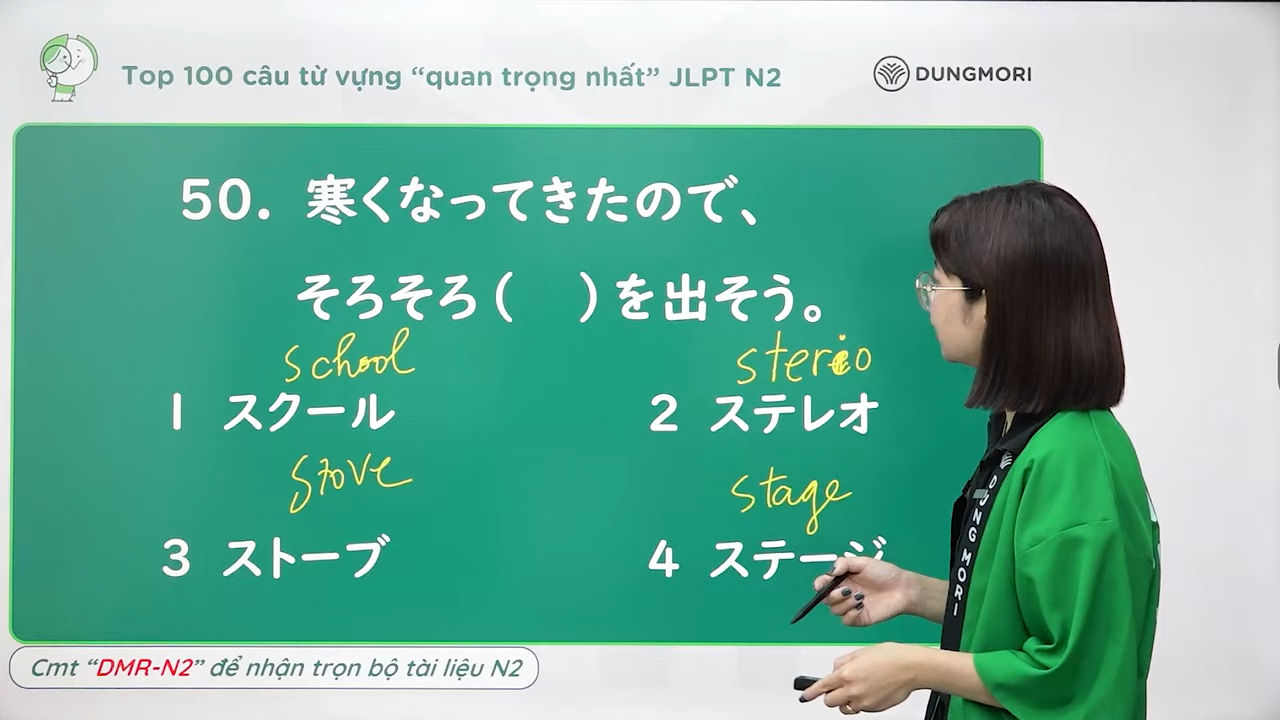 Top 100 câu từ vựng “quan trọng nhất” JLPT N2
DUNGMORI
50. 寒くなってきたので、
そろそろ(　)を出そう。
school
stereo
1 スクール
2 ステレオ
stove
stage
3 ストーブ
4 ステージ
DUNG MORI
Cmt “DMR-N2” để nhận trọn bộ tài liệu N2